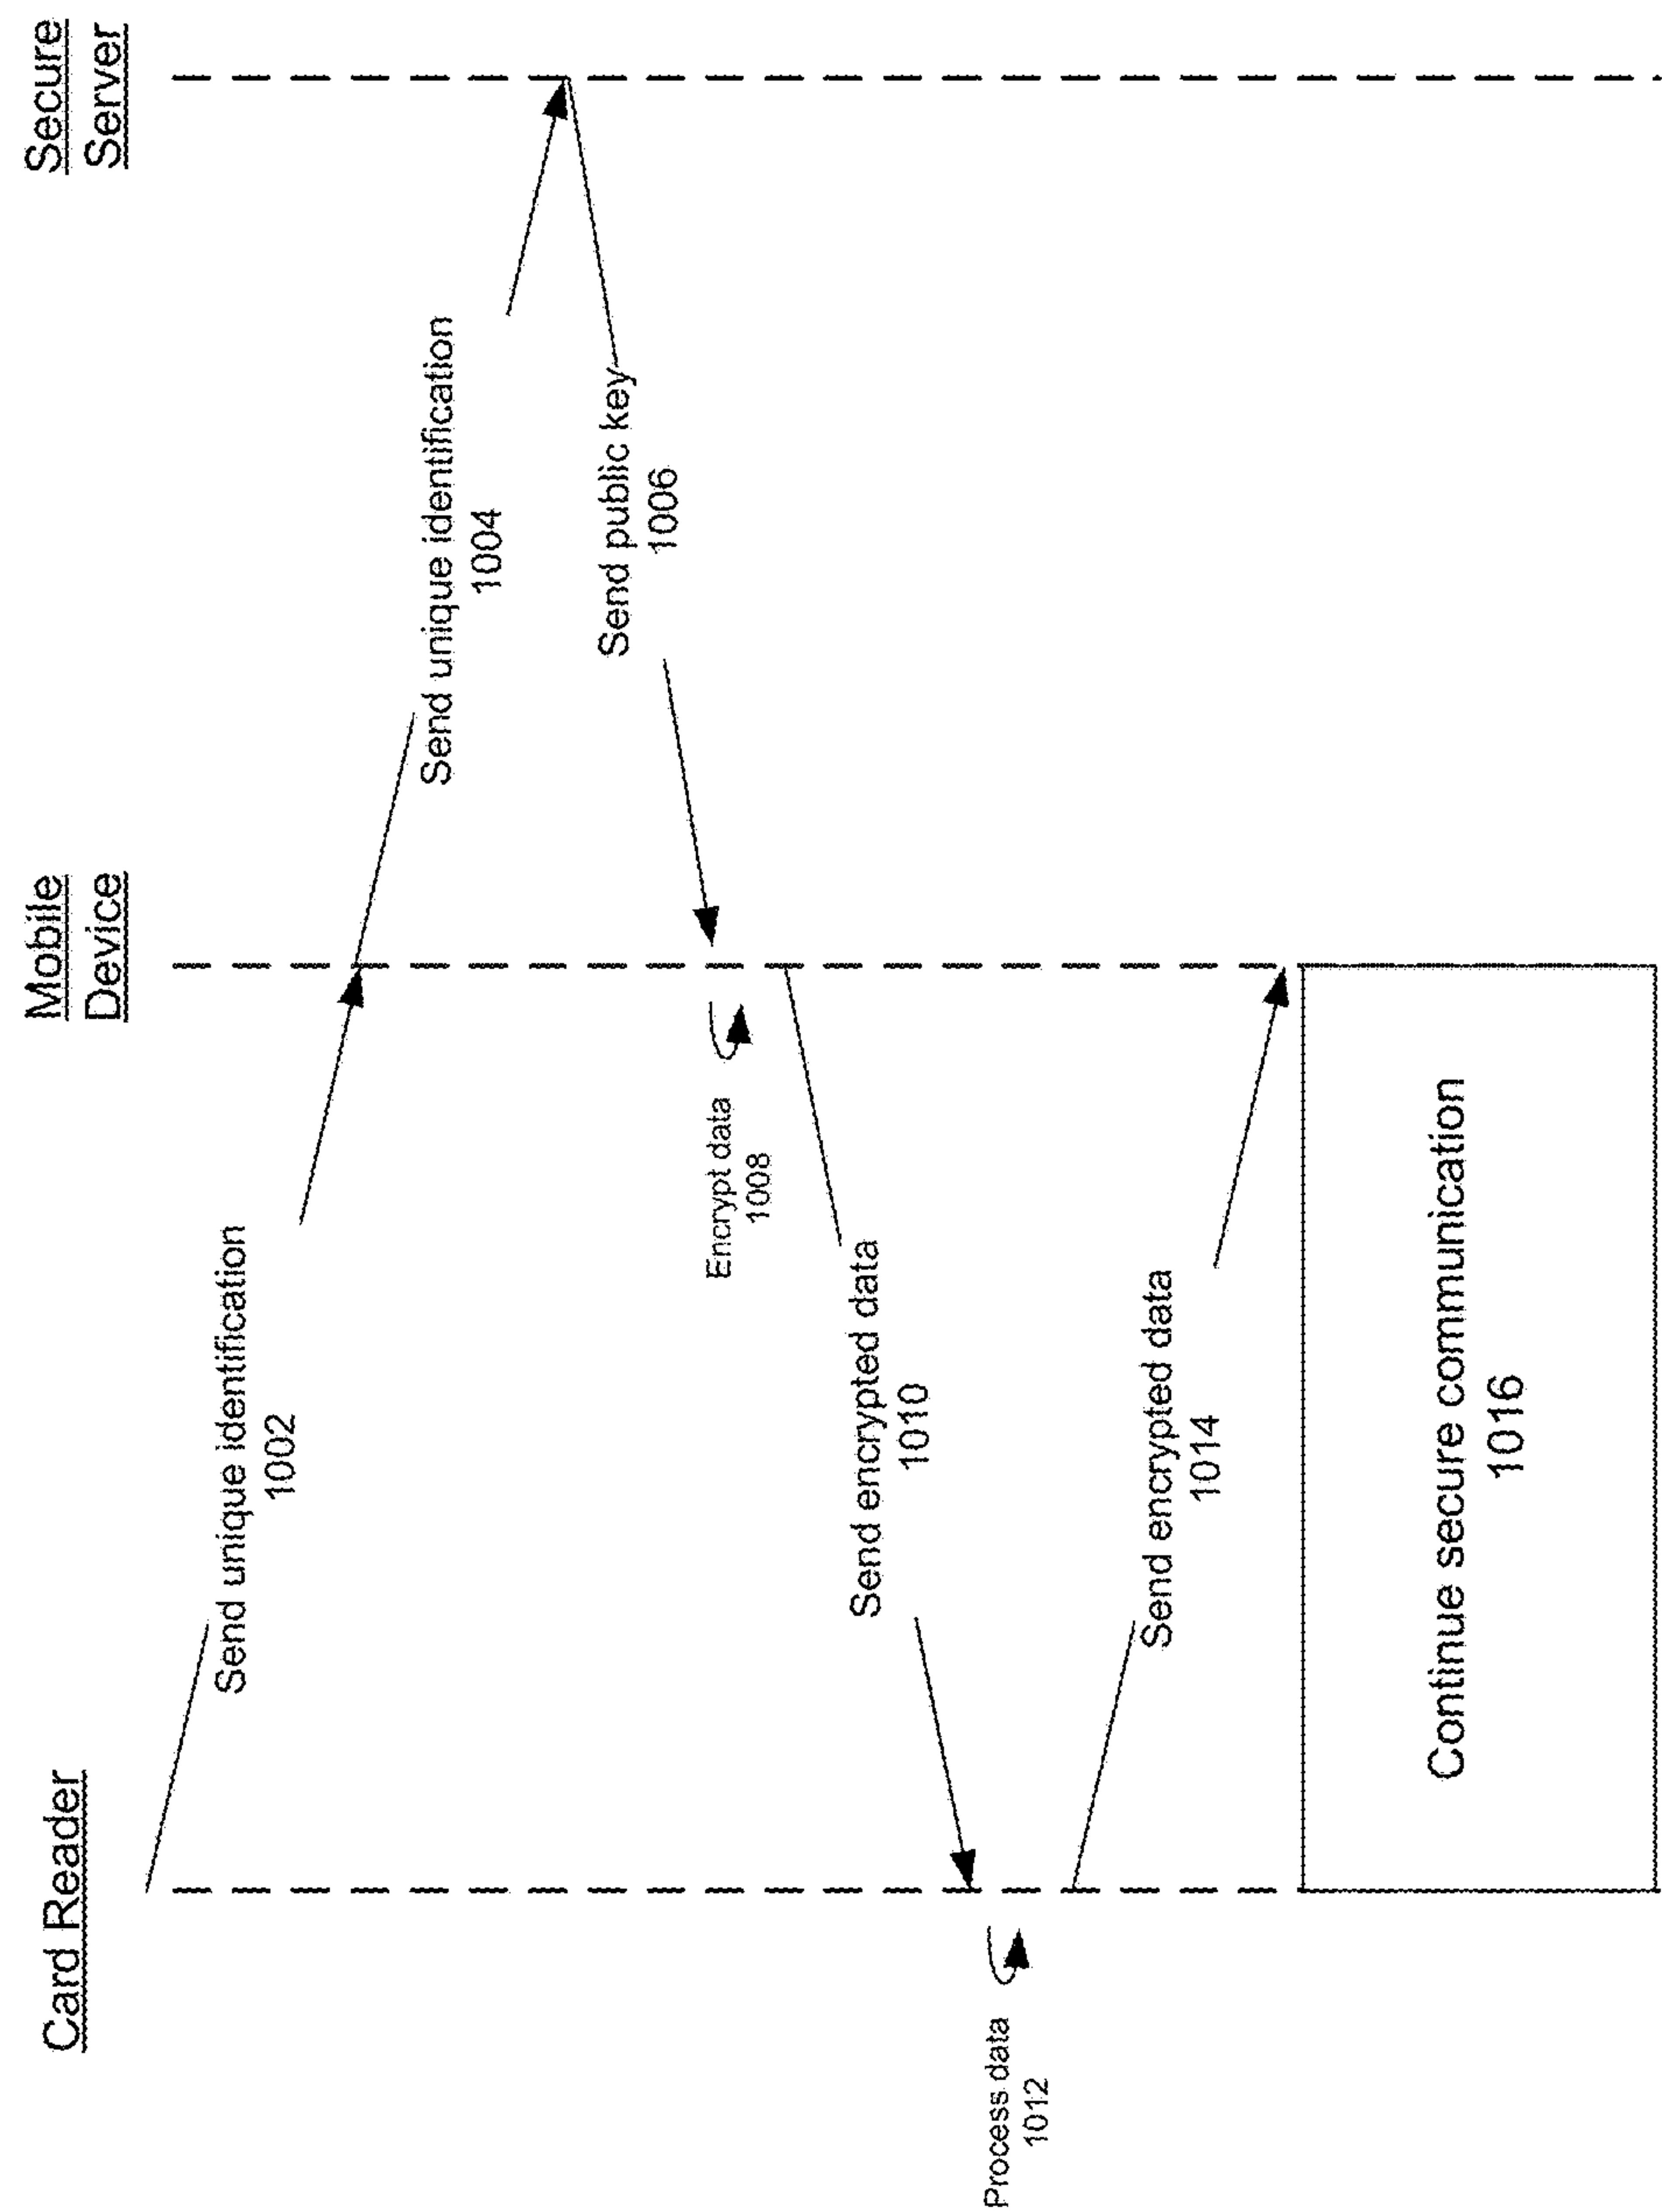 Card Reader
Mobile
Device
Secure
Server
Send unique identification
1002
Send unique identification
1004
Send public key
1006
Encrypt data
1008
Send encrypted data
1010
Process data
1012
Send encrypted data
1014
Continue secure communication
1016